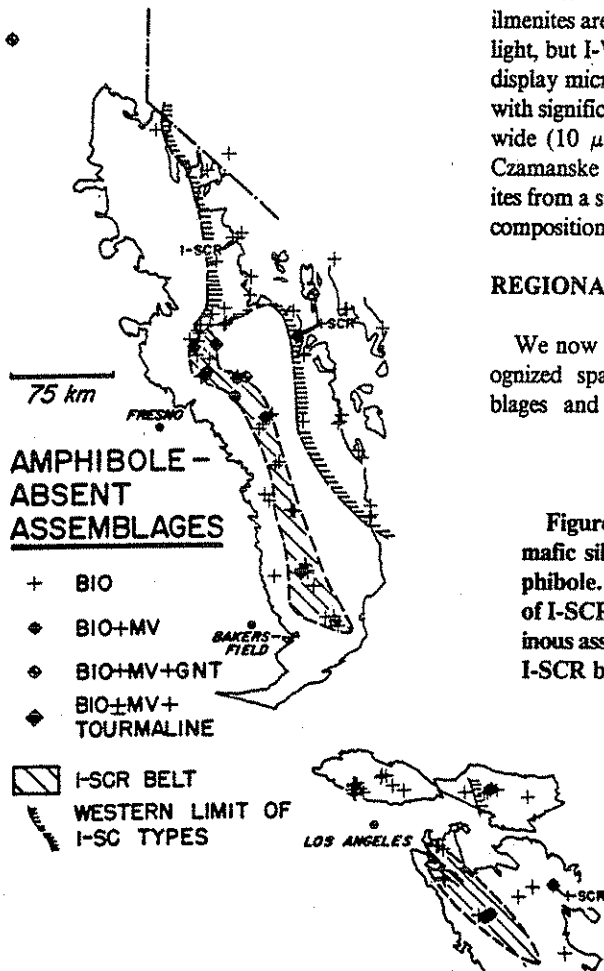 ilmenites are
light, but I-
display micr
with signific
wide (10 μ
Czamanske
ites from a s
composition
REGIONA
We now
ognized spa
blages and
Figure
mafic sil
phibole.
of I-SCR
inous ass
I-SCR b
I-SCR
I-SCR
75 km
FRESNO
AMPHIBOLE-
ABSENT
ASSEMBLAGES
+ BIO
BIO+MV
BIO+MV+GNT
BIO±MV+
TOURMALINE
I-SCR BELT
WESTERN LIMIT OF
I-SC TYPES
BAKERS-
FIELD
LOS ANGELES
I-SCR